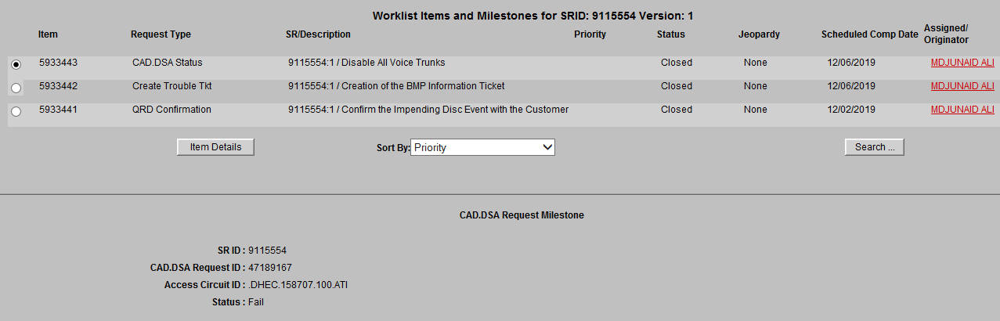 Worklist Items and Milestones for SRID: 9115554 Version: 1
Item Request Type SR/Description Priority Status Jeopardy Scheduled Comp Date Assigned/
Originator
5933443 CAD.DSA Status 9115554:1 / Disable All Voice Trunks Closed None 12/06/2019 MDJUNAID ALI
5933442 Create Trouble Tkt 9115554:1 / Creation of the BMP Information Ticket Closed None 12/06/2019 MDJUNAID ALI
5933441 QRD Confirmation 9115554:1 / Confirm the Impending Disc Event with the Customer Closed None 12/02/2019 MDJUNAID ALI
Item Details Sort By: Priority Search ...
CAD.DSA Request Milestone
SR ID : 9115554
CAD.DSA Request ID : 47189167
Access Circuit ID : .DHEC.158707.100.ATI
Status : Fail